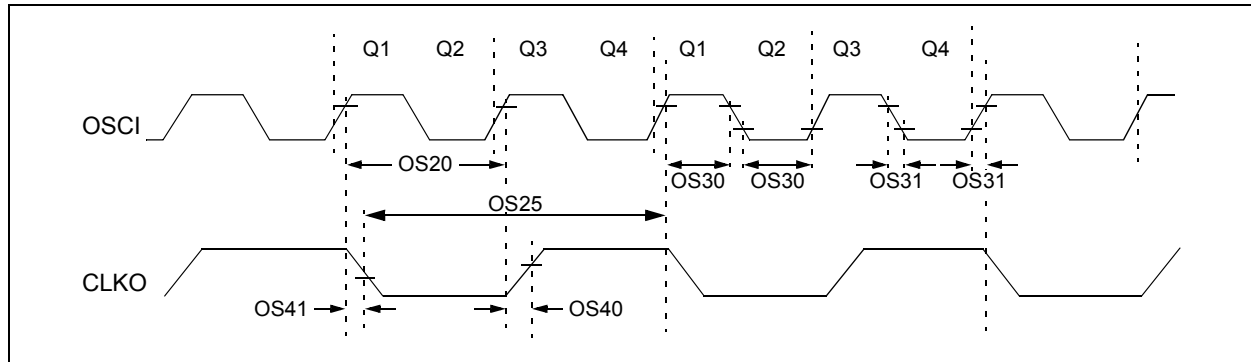 Q1 Q2 Q3 Q4 Q1 Q2 Q3 Q4
OSCI
OS20
OS30 OS30 OS31 OS31
OS25
CLKO
OS41 OS40